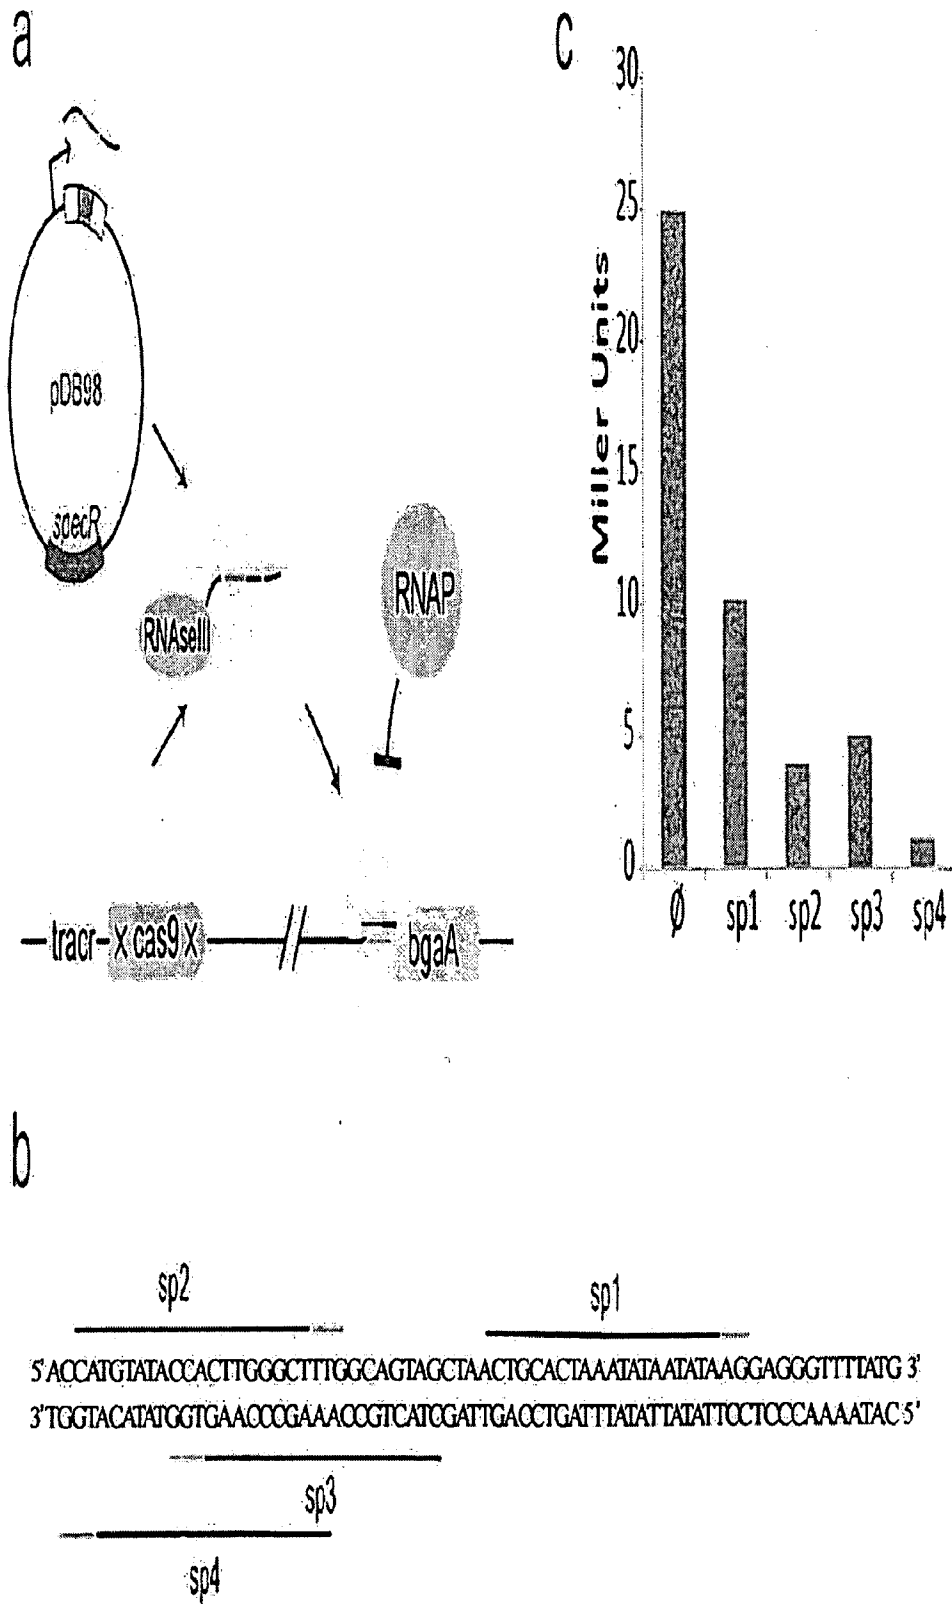 a
pDB98
specR
RNAseIII
RNAP
tracr
x cas9 x
bgaA
c
Miller Units
30
25
20
15
10
5
0
ø
sp1
sp2
sp3
sp4
b
sp2
sp1
5'ACCATGTATACCACTTGGGCTTTGGCAGTAGCTAACTGCACTAAATATAATATAAGGAGGGTTTTATG 3'
3'TGGTACATATGGTGAACCCGAAACCGTCATCGATTGACCTGATTTATATTATATTCCTCCCAAAATAC 5'
sp3
sp4